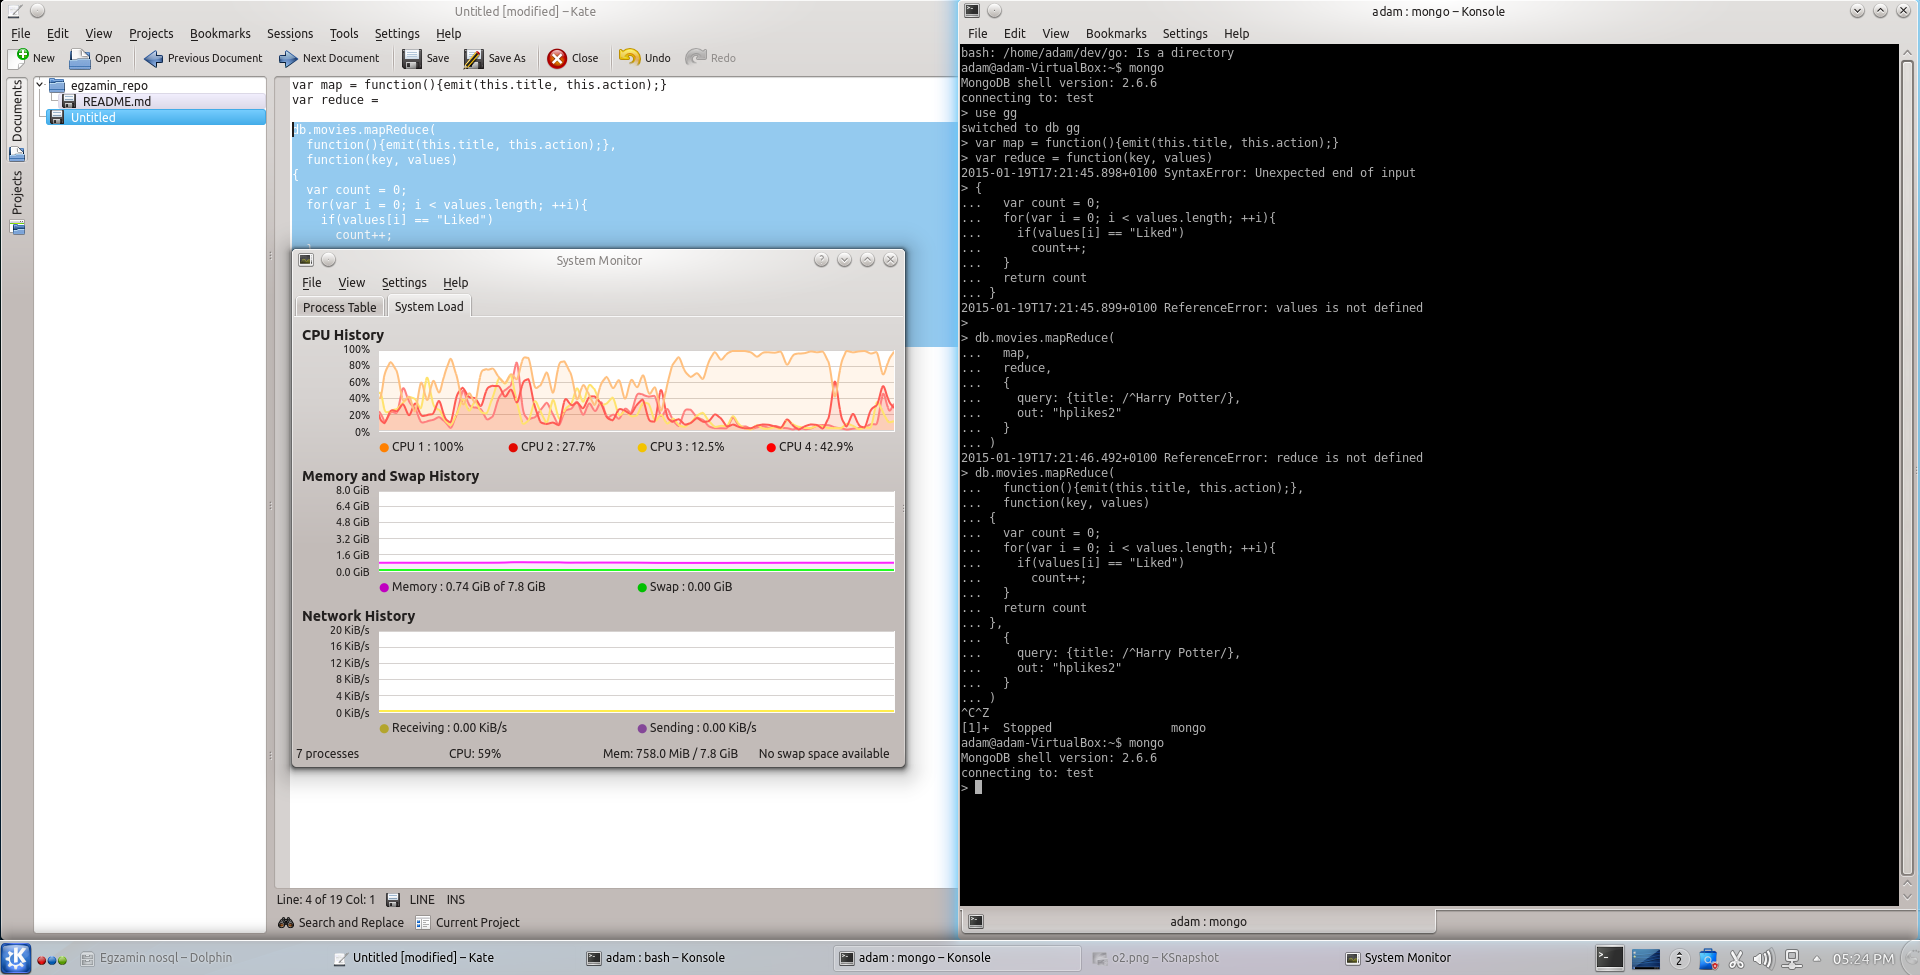 Untitled [modified] – Kate
File Edit View Projects Bookmarks Sessions Tools Settings Help
New Open Previous Document Next Document Save Save As Close Undo Redo
Documents
Projects
egzamin_repo
README.md
Untitled
var map = function(){emit(this.title, this.action);}
var reduce =
db.movies.mapReduce(
  function(){emit(this.title, this.action);},
  function(key, values)
{
  var count = 0;
  for(var i = 0; i < values.length; ++i){
    if(values[i] == "Liked")
      count++;
System Monitor
File View Settings Help
Process Table System Load
CPU History
100%
80%
60%
40%
20%
0%
CPU 1 : 100% CPU 2 : 27.7% CPU 3 : 12.5% CPU 4 : 42.9%
Memory and Swap History
8.0 GiB
6.4 GiB
4.8 GiB
3.2 GiB
1.6 GiB
0.0 GiB
Memory : 0.74 GiB of 7.8 GiB Swap : 0.00 GiB
Network History
20 KiB/s
16 KiB/s
12 KiB/s
8 KiB/s
4 KiB/s
0 KiB/s
Receiving : 0.00 KiB/s Sending : 0.00 KiB/s
7 processes CPU: 59% Mem: 758.0 MiB / 7.8 GiB No swap space available
Line: 4 of 19 Col: 1 LINE INS
Search and Replace Current Project
adam : mongo – Konsole
File Edit View Bookmarks Settings Help
bash: /home/adam/dev/go: Is a directory
adam@adam-VirtualBox:~$ mongo
MongoDB shell version: 2.6.6
connecting to: test
> use gg
switched to db gg
> var map = function(){emit(this.title, this.action);}
> var reduce = function(key, values)
2015-01-19T17:21:45.898+0100 SyntaxError: Unexpected end of input
> {
...   var count = 0;
...   for(var i = 0; i < values.length; ++i){
...     if(values[i] == "Liked")
...       count++;
...   }
...   return count
... }
2015-01-19T17:21:45.899+0100 ReferenceError: values is not defined
>
> db.movies.mapReduce(
...   map,
...   reduce,
...   {
...     query: {title: /^Harry Potter/},
...     out: "hplikes2"
...   }
... )
2015-01-19T17:21:46.492+0100 ReferenceError: reduce is not defined
> db.movies.mapReduce(
...   function(){emit(this.title, this.action);},
...   function(key, values)
... {
...   var count = 0;
...   for(var i = 0; i < values.length; ++i){
...     if(values[i] == "Liked")
...       count++;
...   }
...   return count
... },
...   {
...     query: {title: /^Harry Potter/},
...     out: "hplikes2"
...   }
... )
^C^Z
[1]+  Stopped                 mongo
adam@adam-VirtualBox:~$ mongo
MongoDB shell version: 2.6.6
connecting to: test
>
adam : mongo
Egzamin nosql – Dolphin Untitled [modified] – Kate adam : bash – Konsole adam : mongo – Konsole o2.png – KSnapshot System Monitor 2 05:24 PM